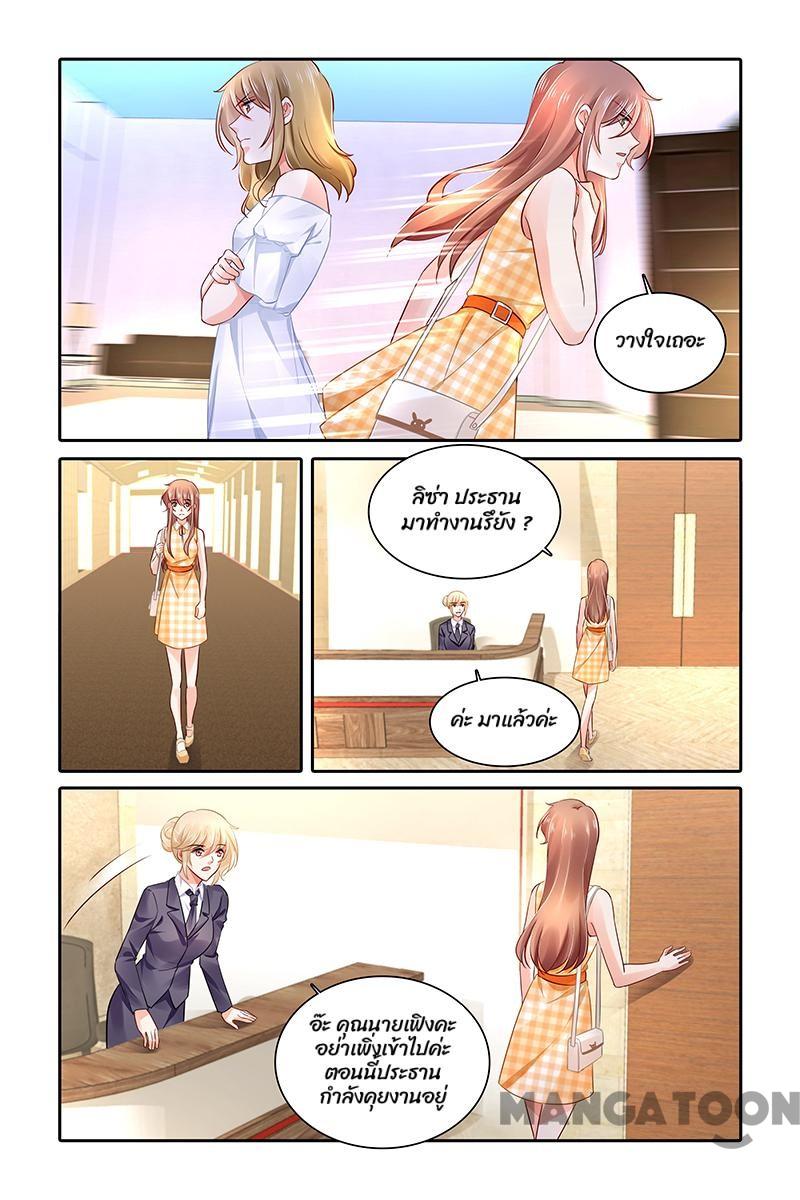 วางใจเถอะ
ลิซ่า ประธาน
มาทำงานรึยัง ?
ค่ะ มาแล้วค่ะ
อ๊ะ คุณนายเฟิงคะ
อย่าเพิ่งเข้าไปค่ะ
ตอนนี้ประธาน
กำลังคุยงานอยู่
MANGATOON